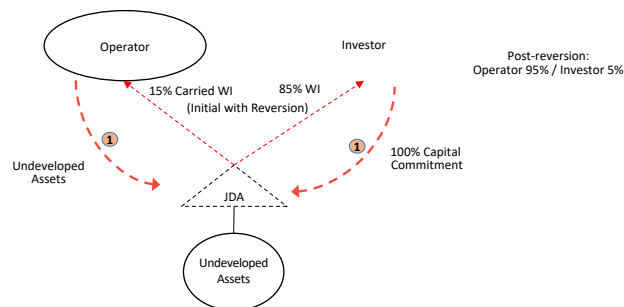 Operator
Investor
Post-reversion:
Operator 95% / Investor 5%
15% Carried WI
85% WI
(Initial with Reversion)
1
1
Undeveloped
Assets
100% Capital
Commitment
JDA
Undeveloped
Assets